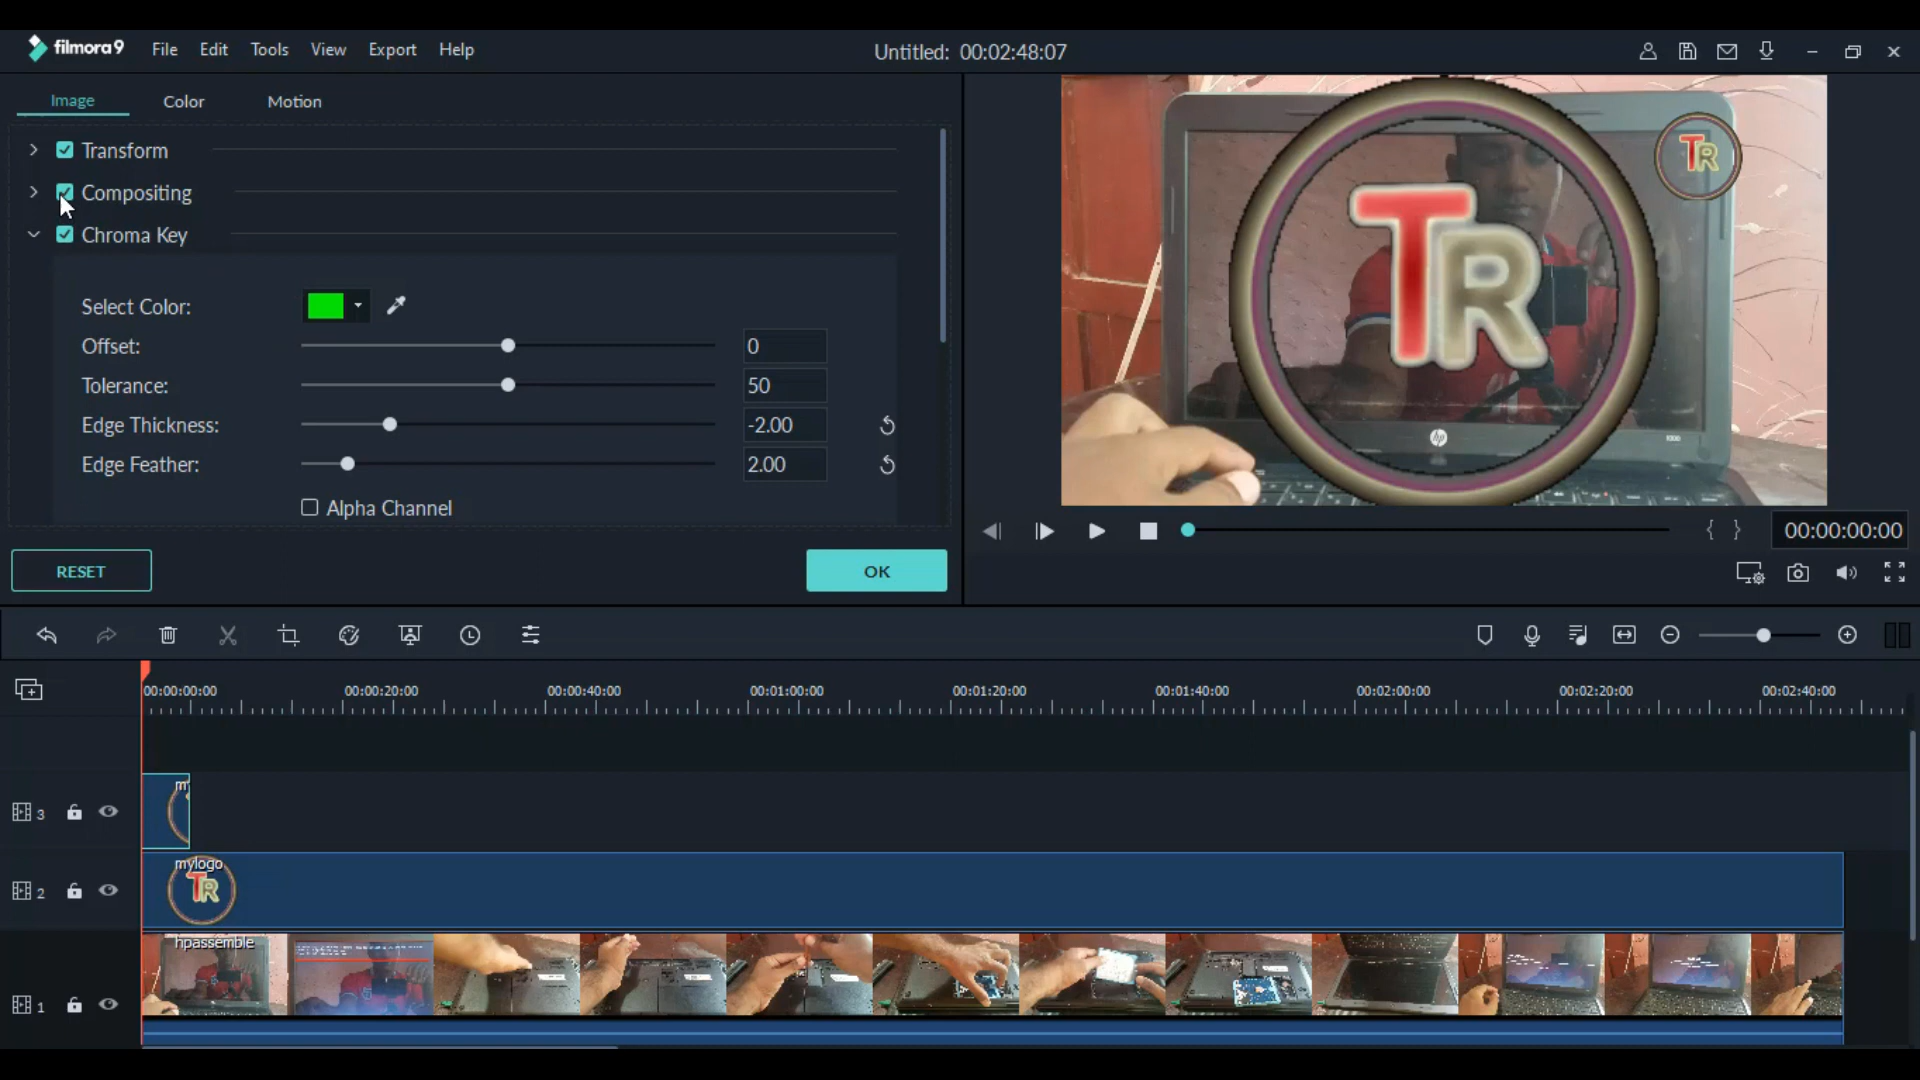 filmora9 File Edit Tools View Export Help
Untitled: 00:02:48:07
Image Color Motion
Transform
Compositing
Chroma Key
Select Color:
Offset: 0
Tolerance: 50
Edge Thickness: -2.00
Edge Feather: 2.00
Alpha Channel
RESET OK
TR
TR
hp
00:00:00:00
00:00:00:00 00:00:20:00 00:00:40:00 00:01:00:00 00:01:20:00 00:01:40:00 00:02:00:00 00:02:20:00 00:02:40:00
3
mylogo
TR
2
hpassemble
1